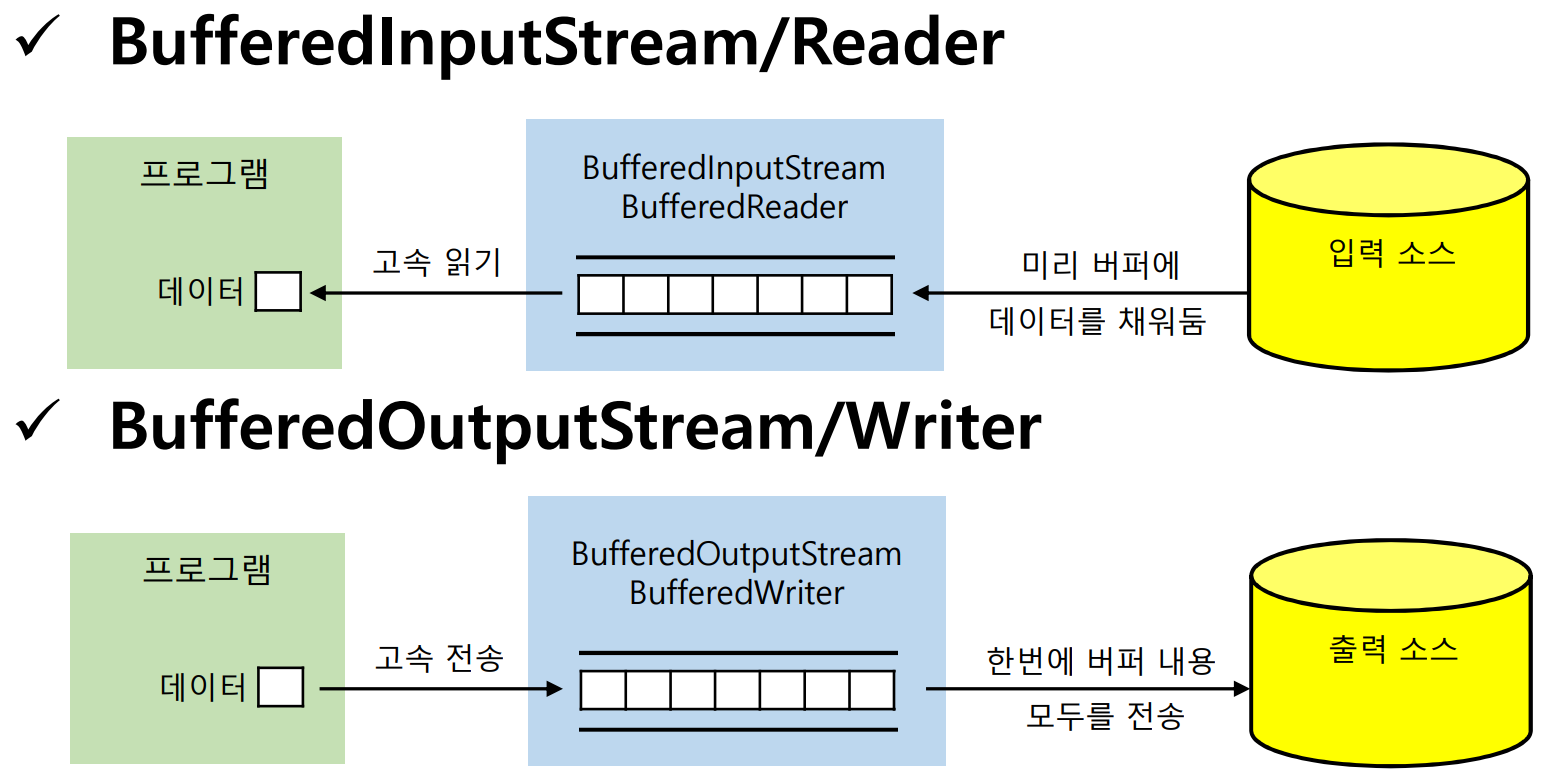 ✓ BufferedInputStream/Reader
프로그램
BufferedInputStream
BufferedReader
데이터
고속 읽기
미리 버퍼에
데이터를 채워둠
입력 소스
✓ BufferedOutputStream/Writer
프로그램
BufferedOutputStream
BufferedWriter
데이터
고속 전송
한번에 버퍼 내용
모두를 전송
출력 소스